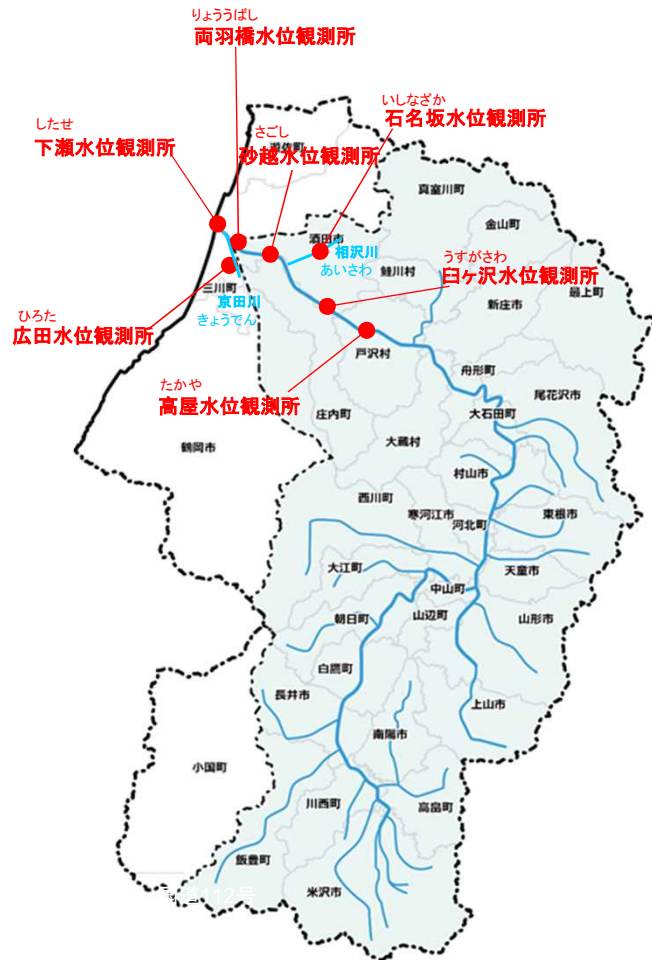 りょううばし
両羽橋水位観測所
いしなざか
石名坂水位観測所
したせ
下瀬水位観測所
さごし
砂越水位観測所
遊佐町
真室川町
金山町
酒田市
相沢川
あいさわ
鮭川村
うすがさわ
臼ヶ沢水位観測所
最上町
新庄市
三川町
京田川
きょうでん
ひろた
広田水位観測所
戸沢村
舟形町
たかや
高屋水位観測所
尾花沢市
大石田町
庄内町
大蔵村
鶴岡市
村山市
西川町
寒河江市
河北町
東根市
大江町
天童市
中山町
朝日町
山辺町
山形市
白鷹町
長井市
上山市
南陽市
小国町
川西町
高畠町
飯豊町
米沢市
国道112号